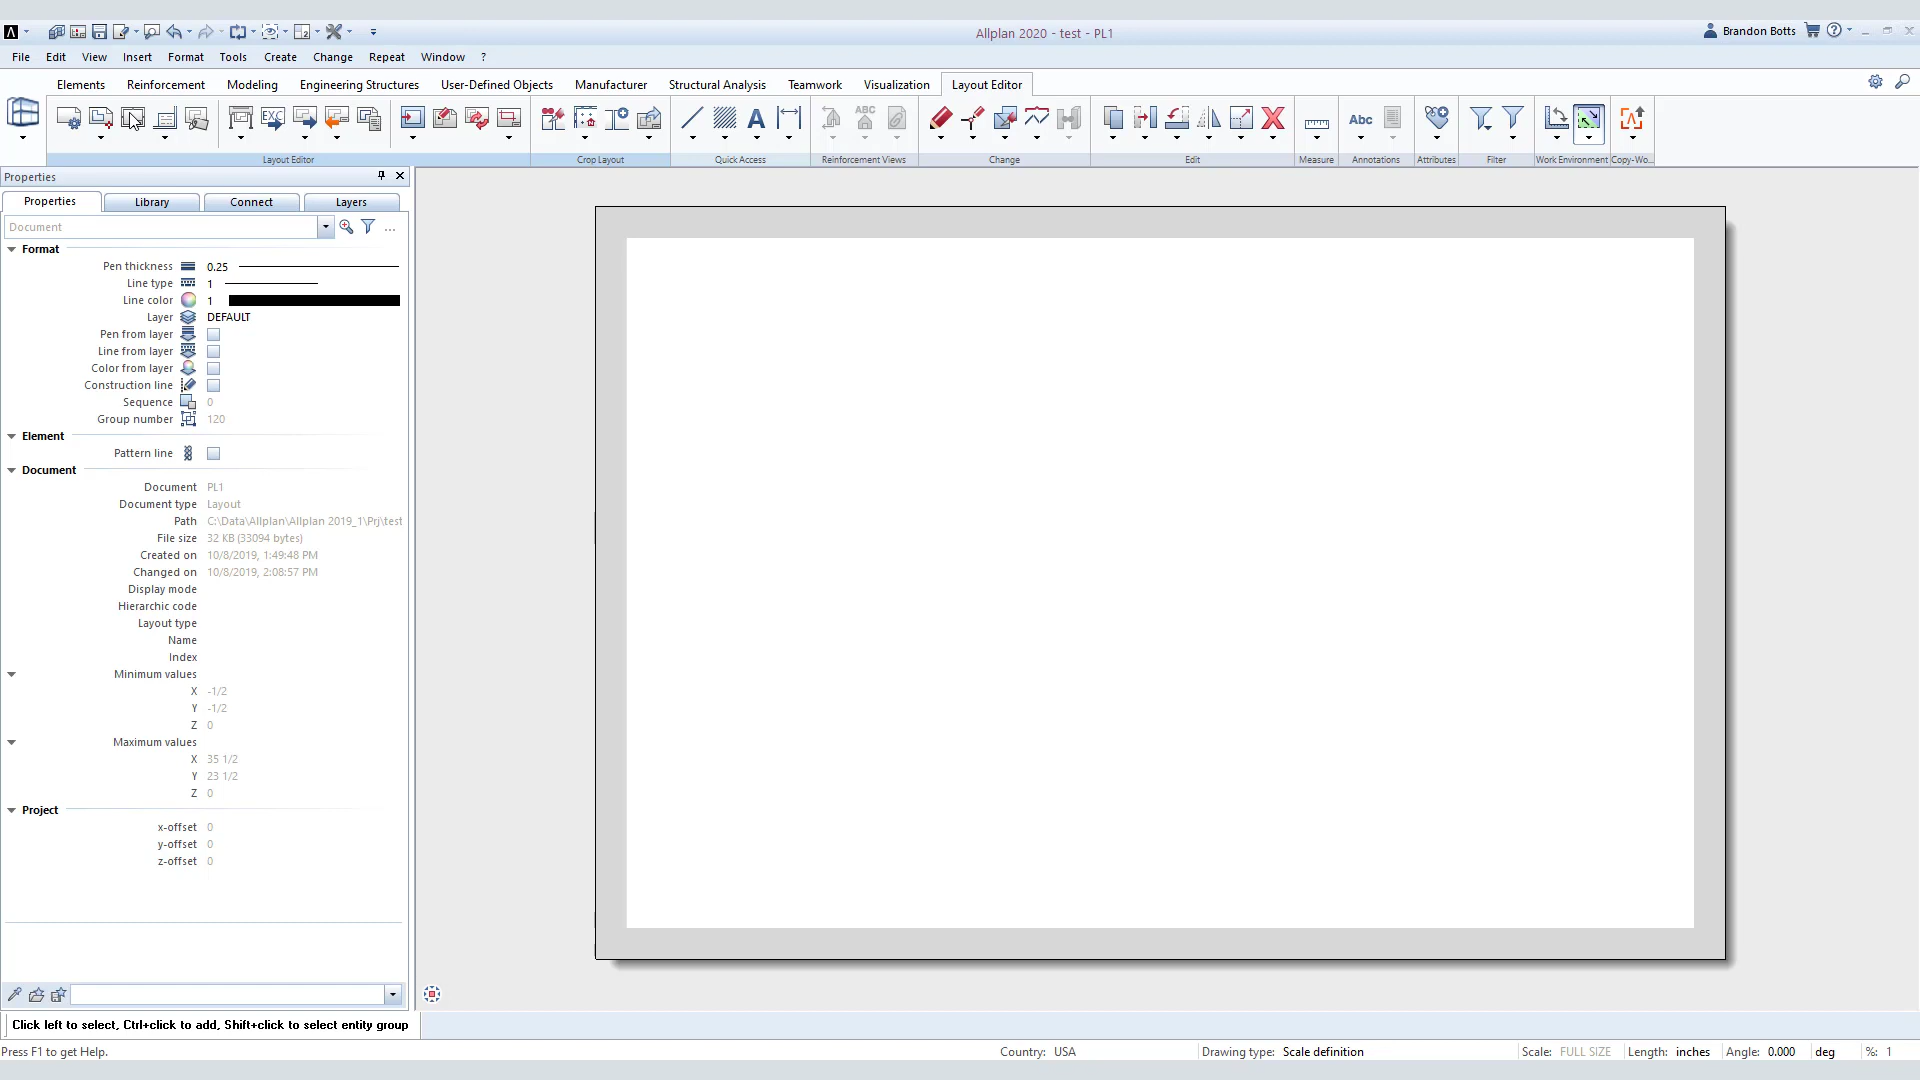 Allplan 2020 - test - PL1
Brandon Botts
File Edit View Insert Format Tools Create Change Repeat Window ?
Elements Reinforcement Modeling Engineering Structures User-Defined Objects Manufacturer Structural Analysis Teamwork Visualization Layout Editor
EXC
A
ABC
Abc
Layout Editor Crop Layout Quick Access Reinforcement Views Change Edit Measure Annotations Attributes Filter Work Environment Copy-Wo...
Properties
Properties Library Connect Layers
Document
...
Format
Pen thickness 0.25
Line type 1
Line color 1
Layer DEFAULT
Pen from layer
Line from layer
Color from layer
Construction line
Sequence 0
Group number 120
Element
Pattern line
Document
Document PL1
Document type Layout
Path C:\Data\Allplan\Allplan 2019_1\Prj\test
File size 32 KB (33094 bytes)
Created on 10/8/2019, 1:49:48 PM
Changed on 10/8/2019, 2:08:57 PM
Display mode
Hierarchic code
Layout type
Name
Index
Minimum values
X -1/2
Y -1/2
Z 0
Maximum values
X 35 1/2
Y 23 1/2
Z 0
Project
x-offset 0
y-offset 0
z-offset 0
Click left to select, Ctrl+click to add, Shift+click to select entity group
Press F1 to get Help.
Country: USA
Drawing type: Scale definition
Scale: FULL SIZE
Length: inches
Angle: 0.000 deg
%: 1